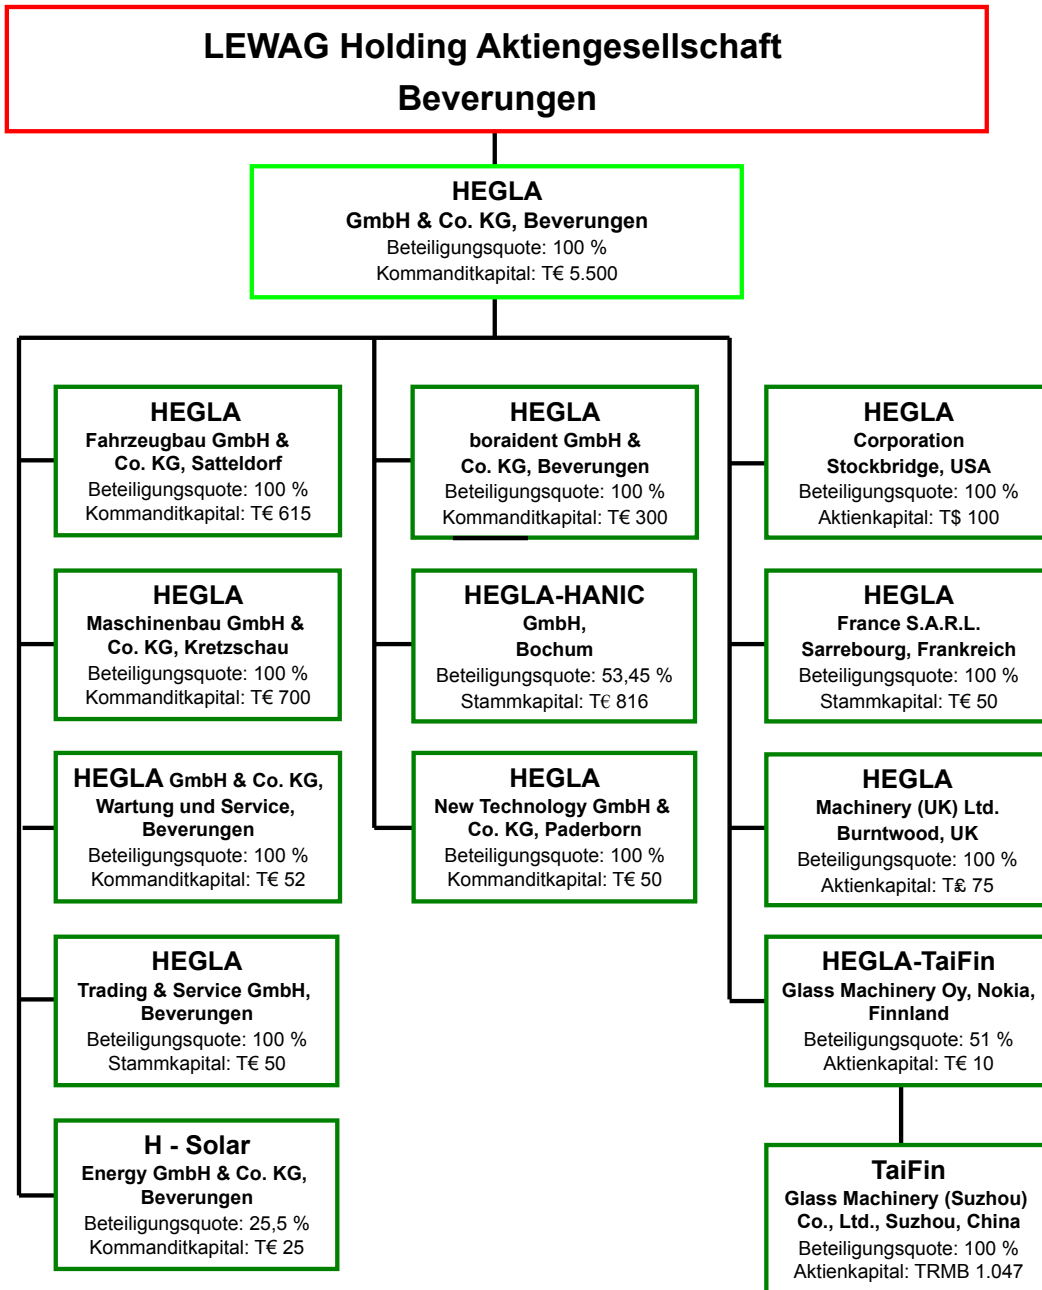 LEWAG Holding Aktiengesellschaft
Beverungen
HEGLA
GmbH & Co. KG, Beverungen
Beteiligungsquote: 100 %
Kommanditkapital: T€ 5.500
HEGLA
Fahrzeugbau GmbH &
Co. KG, Satteldorf
Beteiligungsquote: 100 %
Kommanditkapital: T€ 615
HEGLA
Maschinenbau GmbH &
Co. KG, Kretzschau
Beteiligungsquote: 100 %
Kommanditkapital: T€ 700
HEGLA GmbH & Co. KG,
Wartung und Service,
Beverungen
Beteiligungsquote: 100 %
Kommanditkapital: T€ 52
HEGLA
Trading & Service GmbH,
Beverungen
Beteiligungsquote: 100 %
Stammkapital: T€ 50
H - Solar
Energy GmbH & Co. KG,
Beverungen
Beteiligungsquote: 25,5 %
Kommanditkapital: T€ 25
HEGLA
boraident GmbH &
Co. KG, Beverungen
Beteiligungsquote: 100 %
Kommanditkapital: T€ 300
HEGLA-HANIC
GmbH,
Bochum
Beteiligungsquote: 53,45 %
Stammkapital: T€ 816
HEGLA
New Technology GmbH &
Co. KG, Paderborn
Beteiligungsquote: 100 %
Kommanditkapital: T€ 50
HEGLA
Corporation
Stockbridge, USA
Beteiligungsquote: 100 %
Aktienkapital: T$ 100
HEGLA
France S.A.R.L.
Sarrebourg, Frankreich
Beteiligungsquote: 100 %
Stammkapital: T€ 50
HEGLA
Machinery (UK) Ltd.
Burntwood, UK
Beteiligungsquote: 100 %
Aktienkapital: T₤ 75
HEGLA-TaiFin
Glass Machinery Oy, Nokia,
Finnland
Beteiligungsquote: 51 %
Aktienkapital: T€ 10
TaiFin
Glass Machinery (Suzhou)
Co., Ltd., Suzhou, China
Beteiligungsquote: 100 %
Aktienkapital: TRMB 1.047